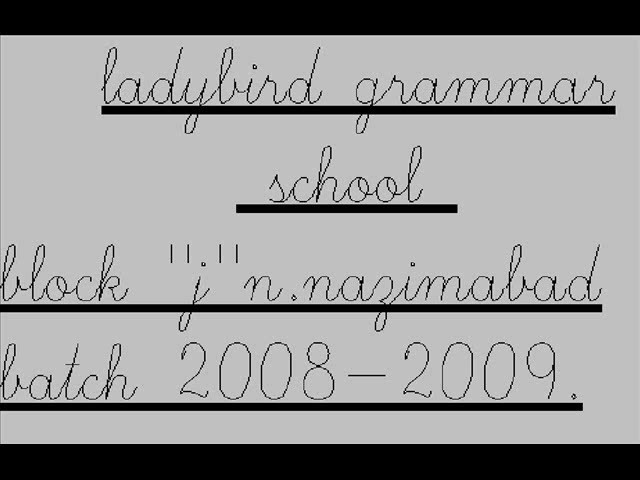 ladybird grammar
school
block "j" n.nazimabad
batch 2008-2009.